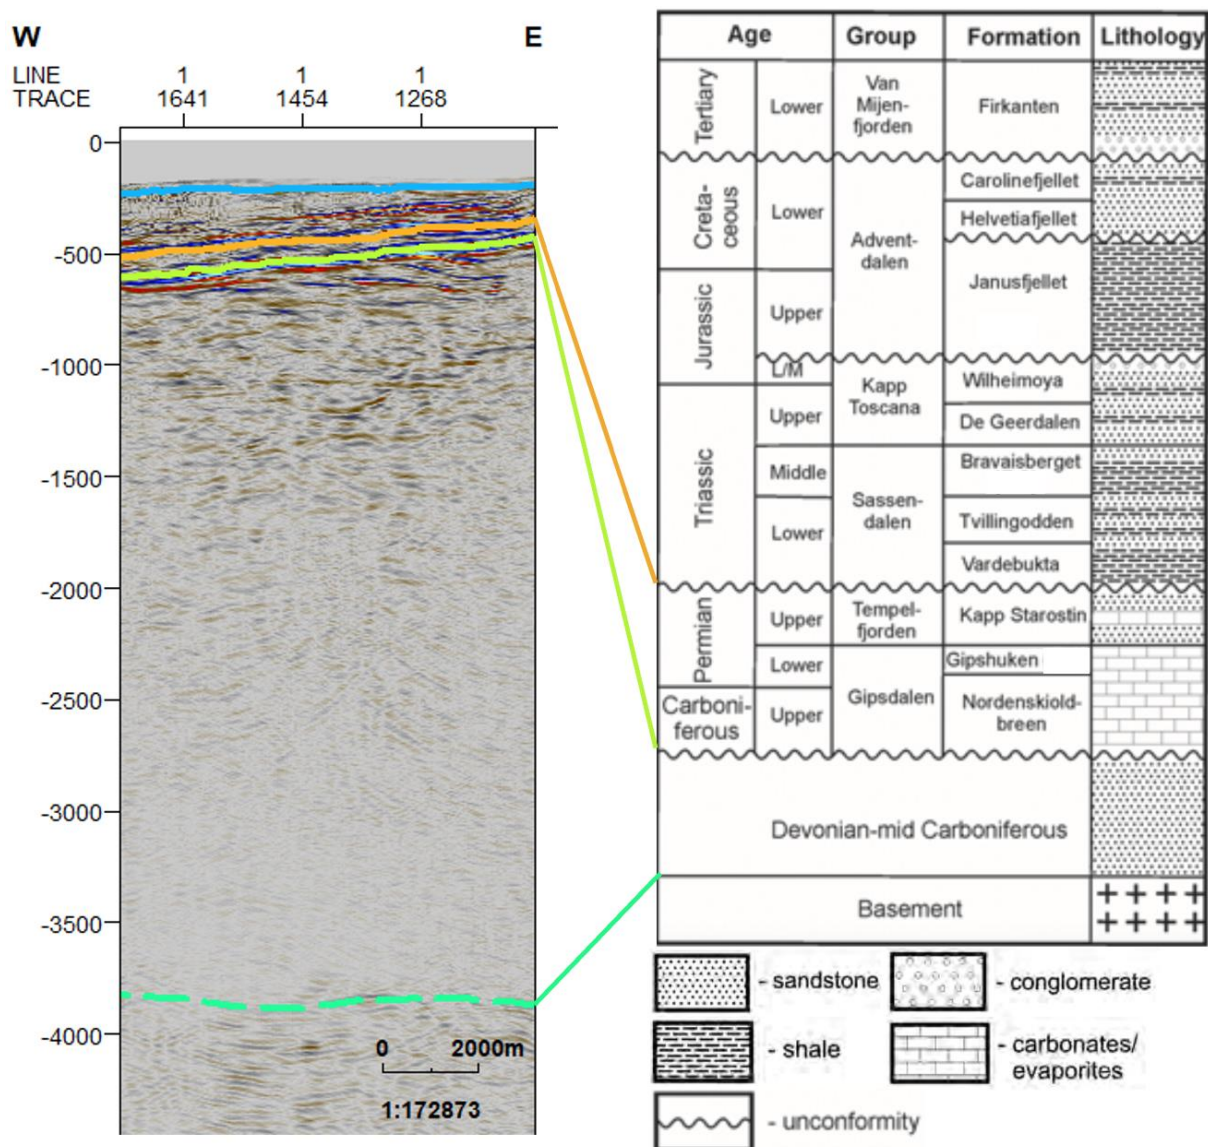 W
E
LINE
TRACE
1
1641
1
1454
1
1268
0
-500
-1000
-1500
-2000
-2500
-3000
-3500
-4000
0
2000m
1:172873
Age
Group
Formation
Lithology
Tertiary
Lower
Van
Mijen-
fjorden
Firkanten
Creta-
ceous
Lower
Advent-
dalen
Carolinefjellet
Helvetiafjellet
Janusfjellet
Jurassic
Upper
L/M
Kapp
Toscana
Wilheimoya
Triassic
Upper
De Geerdalen
Middle
Sassen-
dalen
Bravaisberget
Lower
Tvillingodden
Vardebukta
Permian
Upper
Tempel-
fjorden
Kapp Starostin
Lower
Gipsdalen
Gipshuken
Carboni-
ferous
Upper
Nordenskiold-
breen
Devonian-mid Carboniferous
Basement
- sandstone
- conglomerate
- shale
- carbonates/
evaporites
- unconformity